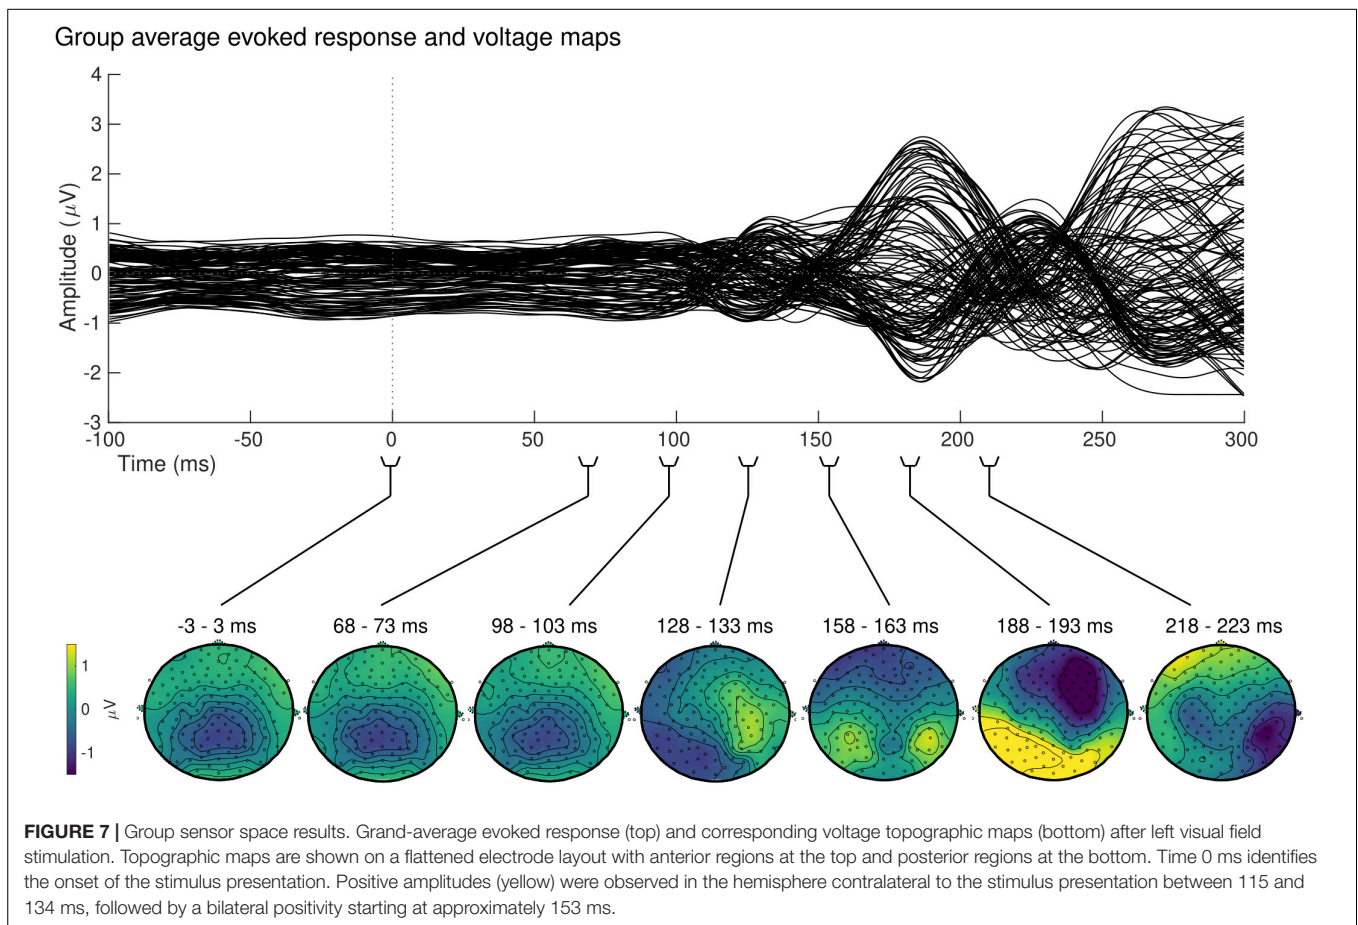 Group average evoked response and voltage maps
4
3
2
1
0
-1
-2
-3
Amplitude (μV)
-100 -50 0 50 100 150 200 250 300
Time (ms)
-3 - 3 ms 68 - 73 ms 98 - 103 ms 128 - 133 ms 158 - 163 ms 188 - 193 ms 218 - 223 ms
1
0
-1
μV
FIGURE 7 | Group sensor space results. Grand-average evoked response (top) and corresponding voltage topographic maps (bottom) after left visual field
stimulation. Topographic maps are shown on a flattened electrode layout with anterior regions at the top and posterior regions at the bottom. Time 0 ms identifies
the onset of the stimulus presentation. Positive amplitudes (yellow) were observed in the hemisphere contralateral to the stimulus presentation between 115 and
134 ms, followed by a bilateral positivity starting at approximately 153 ms.